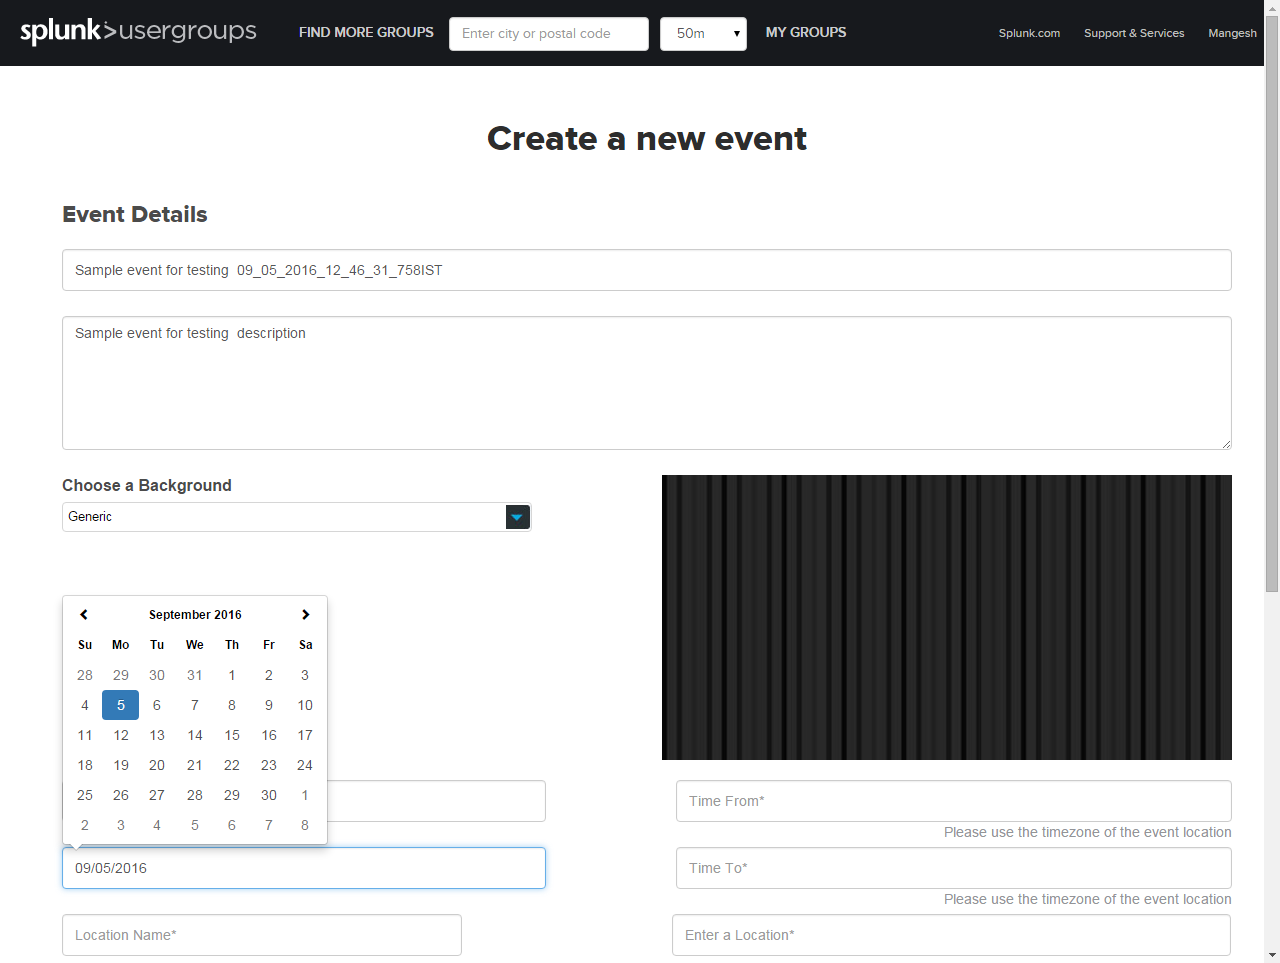 splunk>usergroups FIND MORE GROUPS Enter city or postal code 50m MY GROUPS Splunk.com Support & Services Mangesh
Create a new event
Event Details
Sample event for testing  09_05_2016_12_46_31_758IST
Sample event for testing  description
Choose a Background
Generic
September 2016
Su Mo Tu We Th Fr Sa
28 29 30 31 1 2 3
4 5 6 7 8 9 10
11 12 13 14 15 16 17
18 19 20 21 22 23 24
25 26 27 28 29 30 1
2 3 4 5 6 7 8
Time From*
Please use the timezone of the event location
09/05/2016
Time To*
Please use the timezone of the event location
Location Name*
Enter a Location*